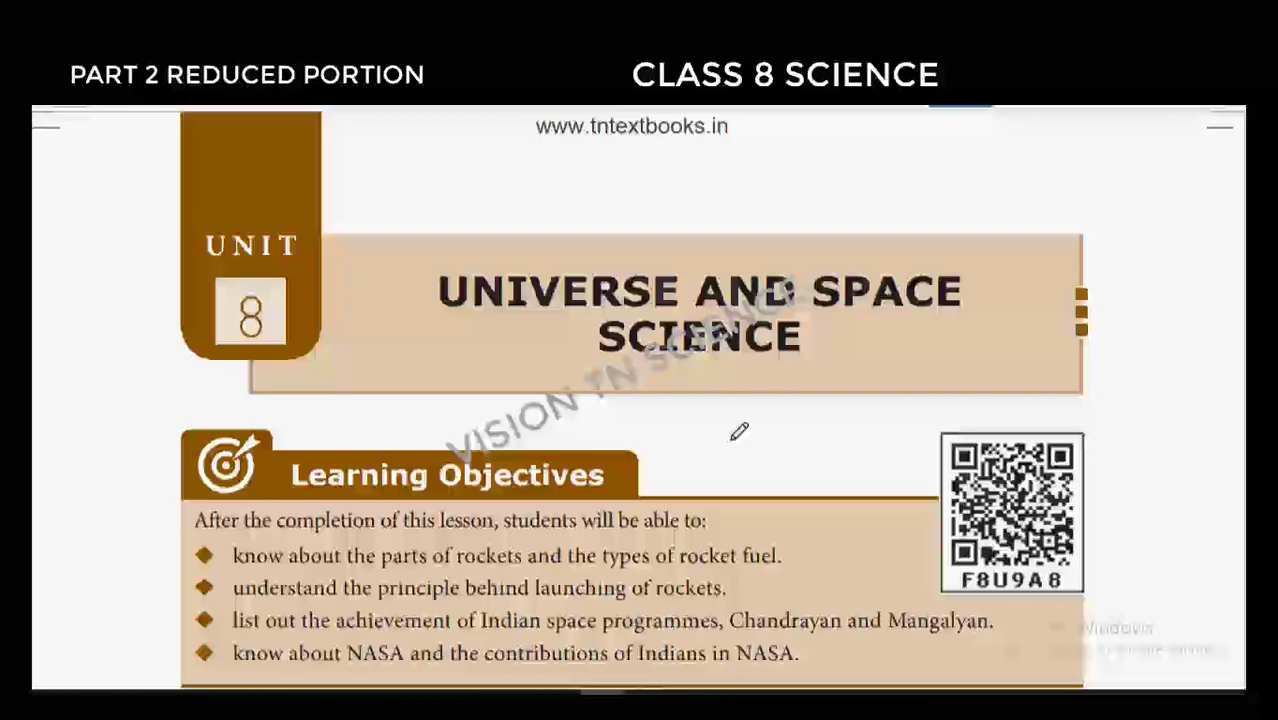 PART 2 REDUCED PORTION
CLASS 8 SCIENCE
www.tntextbooks.in
UNIT
8
UNIVERSE AND SPACE
SCIENCE
VISION TN SCIENCE
Learning Objectives
After the completion of this lesson, students will be able to:
know about the parts of rockets and the types of rocket fuel.
understand the principle behind launching of rockets.
list out the achievement of Indian space programmes, Chandrayan and Mangalyan.
know about NASA and the contributions of Indians in NASA.
F8U9A8
Windows